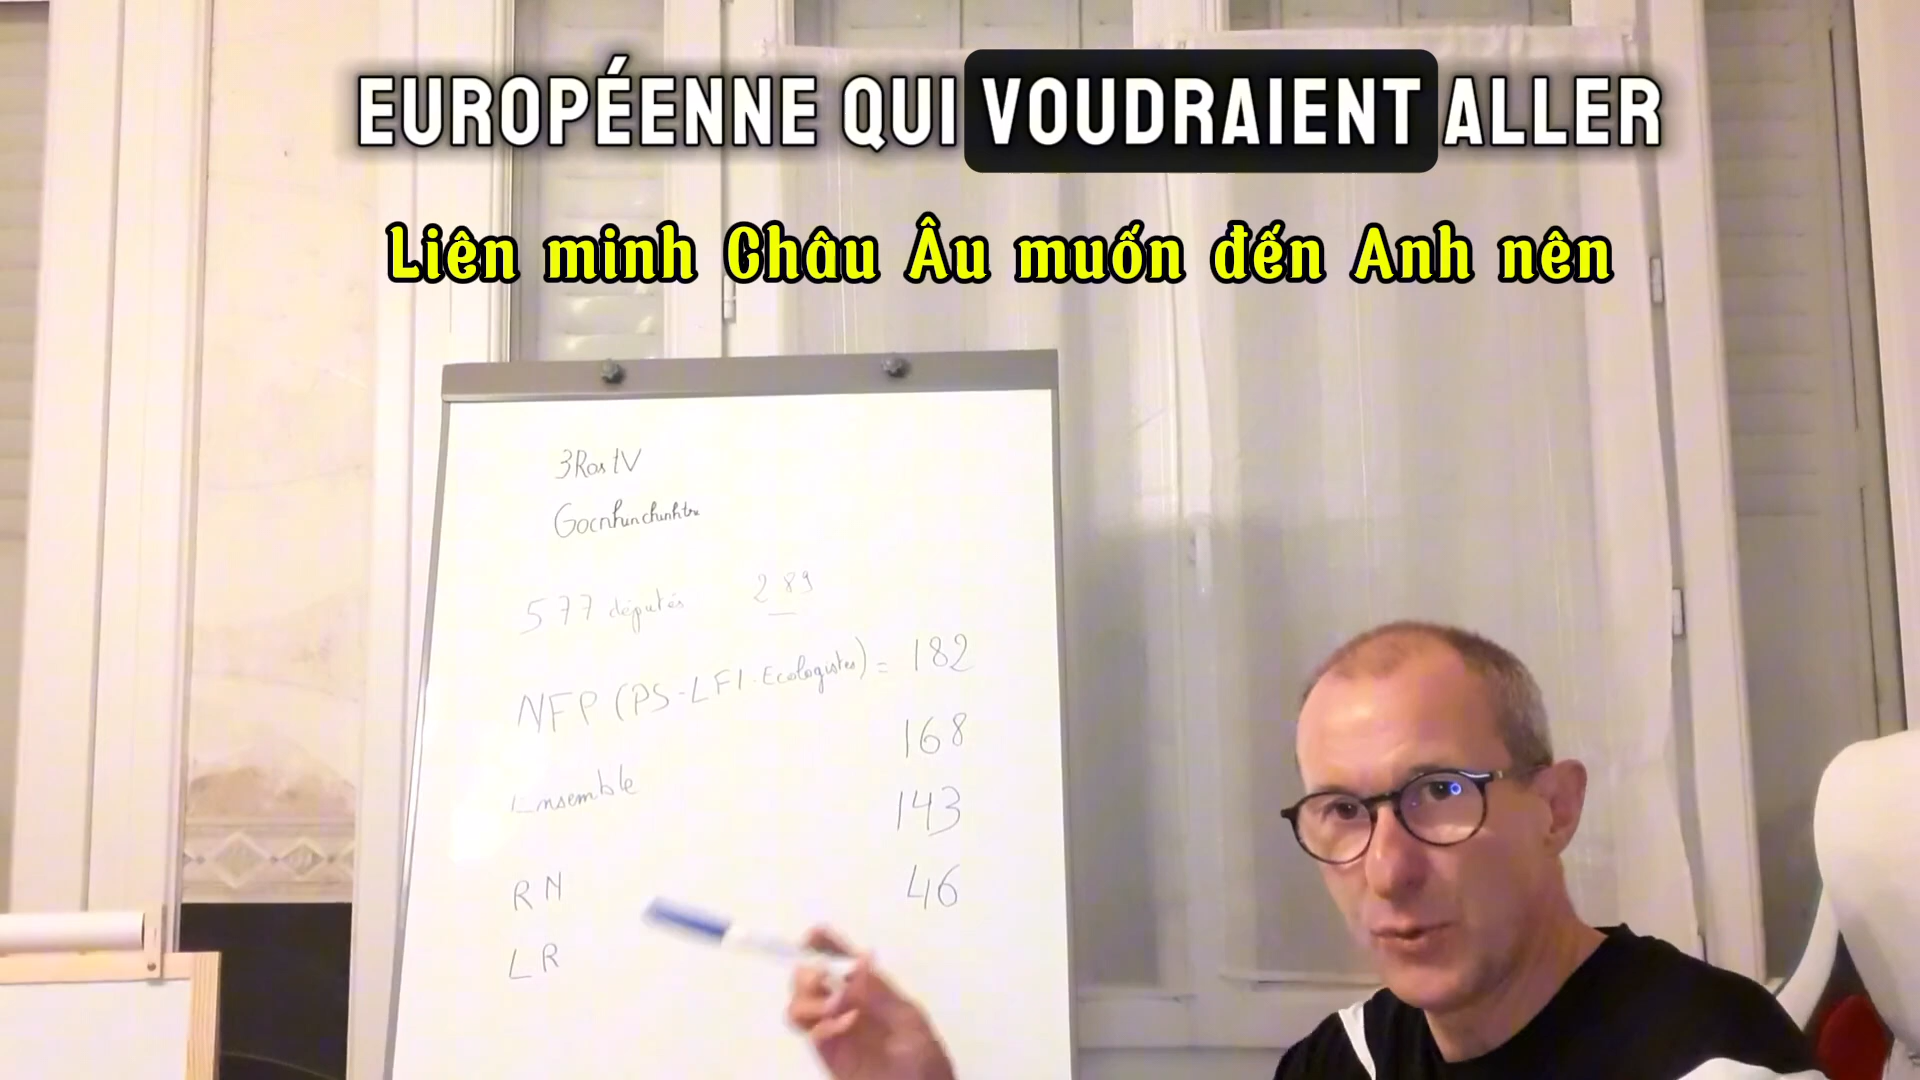 EUROPÉENNE QUI VOUDRAIENT ALLER
Liên minh Châu Âu muốn đến Anh nên
3Ros tV
Gocnhinchinhtri
577 députés 289
NFP (PS-LFI-Ecologistes) = 182
168
Ensemble
143
RN
46
LR